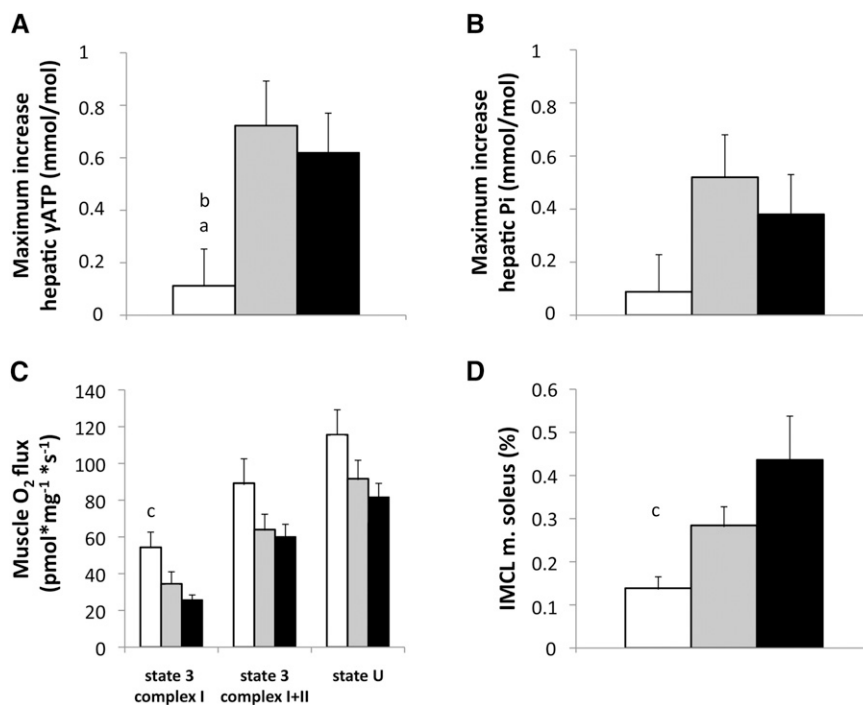 A
Maximum increase
hepatic γATP (mmol/mol)
1
0.8
0.6
0.4
0.2
0
b
a
B
Maximum increase
hepatic Pi (mmol/mol)
1
0.8
0.6
0.4
0.2
0
C
Muscle O₂ flux
(pmol*mg⁻¹ *s⁻¹)
140
120
100
80
60
40
20
0
c
state 3
complex I
state 3
complex I+II
state U
D
IMCL m. soleus (%)
0.6
0.5
0.4
0.3
0.2
0.1
0
c